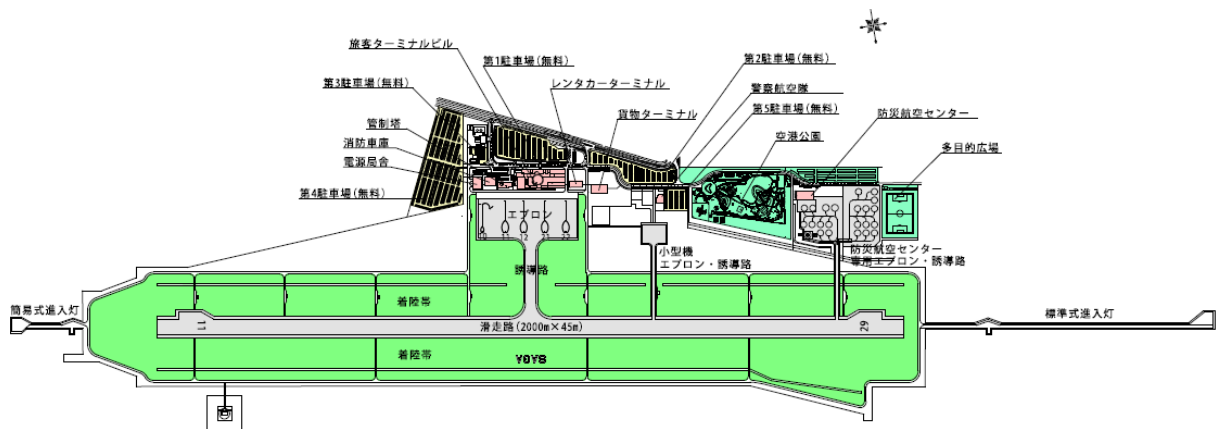 旅客ターミナルビル
第1駐車場(無料)
第2駐車場(無料)
第3駐車場(無料)
レンタカーターミナル
警察航空隊
貨物ターミナル
第5駐車場(無料)
防災航空センター
管制塔
空港公園
消防車庫
多目的広場
電源局舎
第4駐車場(無料)
エプロン
小型機
エプロン・誘導路
防災航空センター
専用エプロン・誘導路
誘導路
着陸帯
簡易式進入灯
標準式進入灯
11
滑走路(2000m×45m)
29
着陸帯
SAGA